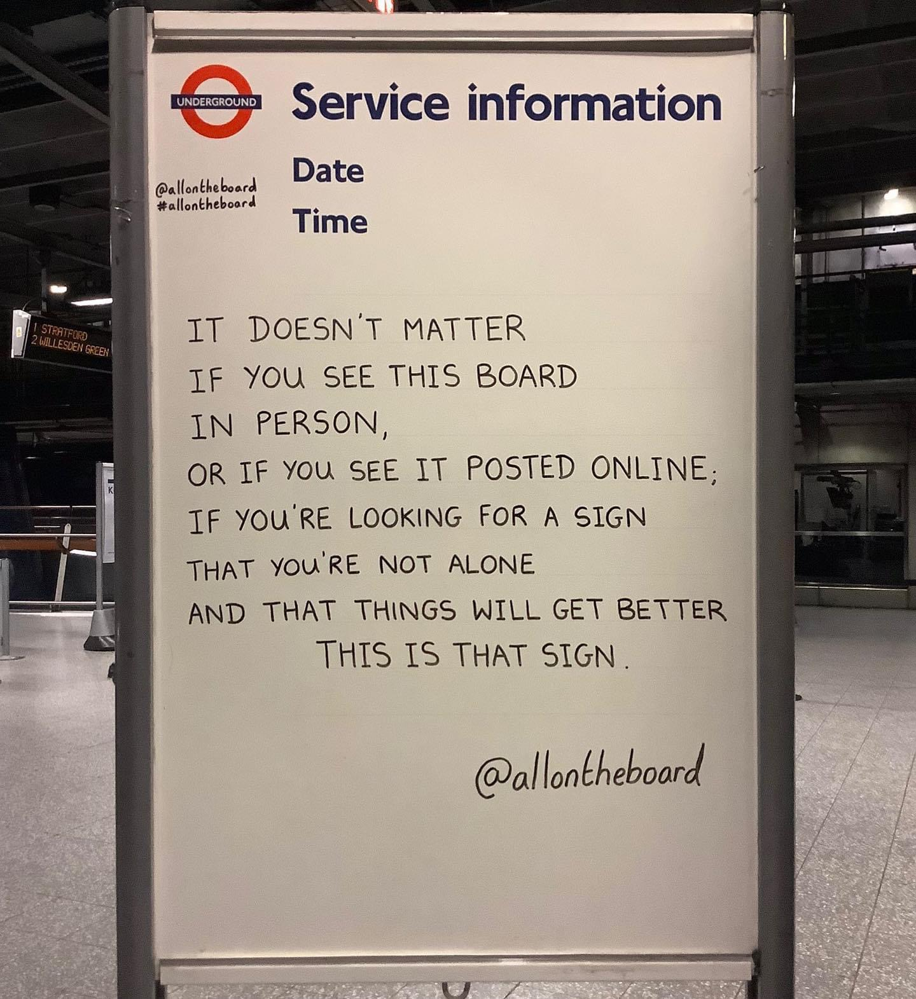 UNDERGROUND
Service information
@allontheboard
#allontheboard
Date
Time
1 STRATFORD
2 WILLESDEN GREEN
K
IT DOESN'T MATTER
IF YOU SEE THIS BOARD
IN PERSON,
OR IF YOU SEE IT POSTED ONLINE;
IF YOU'RE LOOKING FOR A SIGN
THAT YOU'RE NOT ALONE
AND THAT THINGS WILL GET BETTER
THIS IS THAT SIGN.
@allontheboard